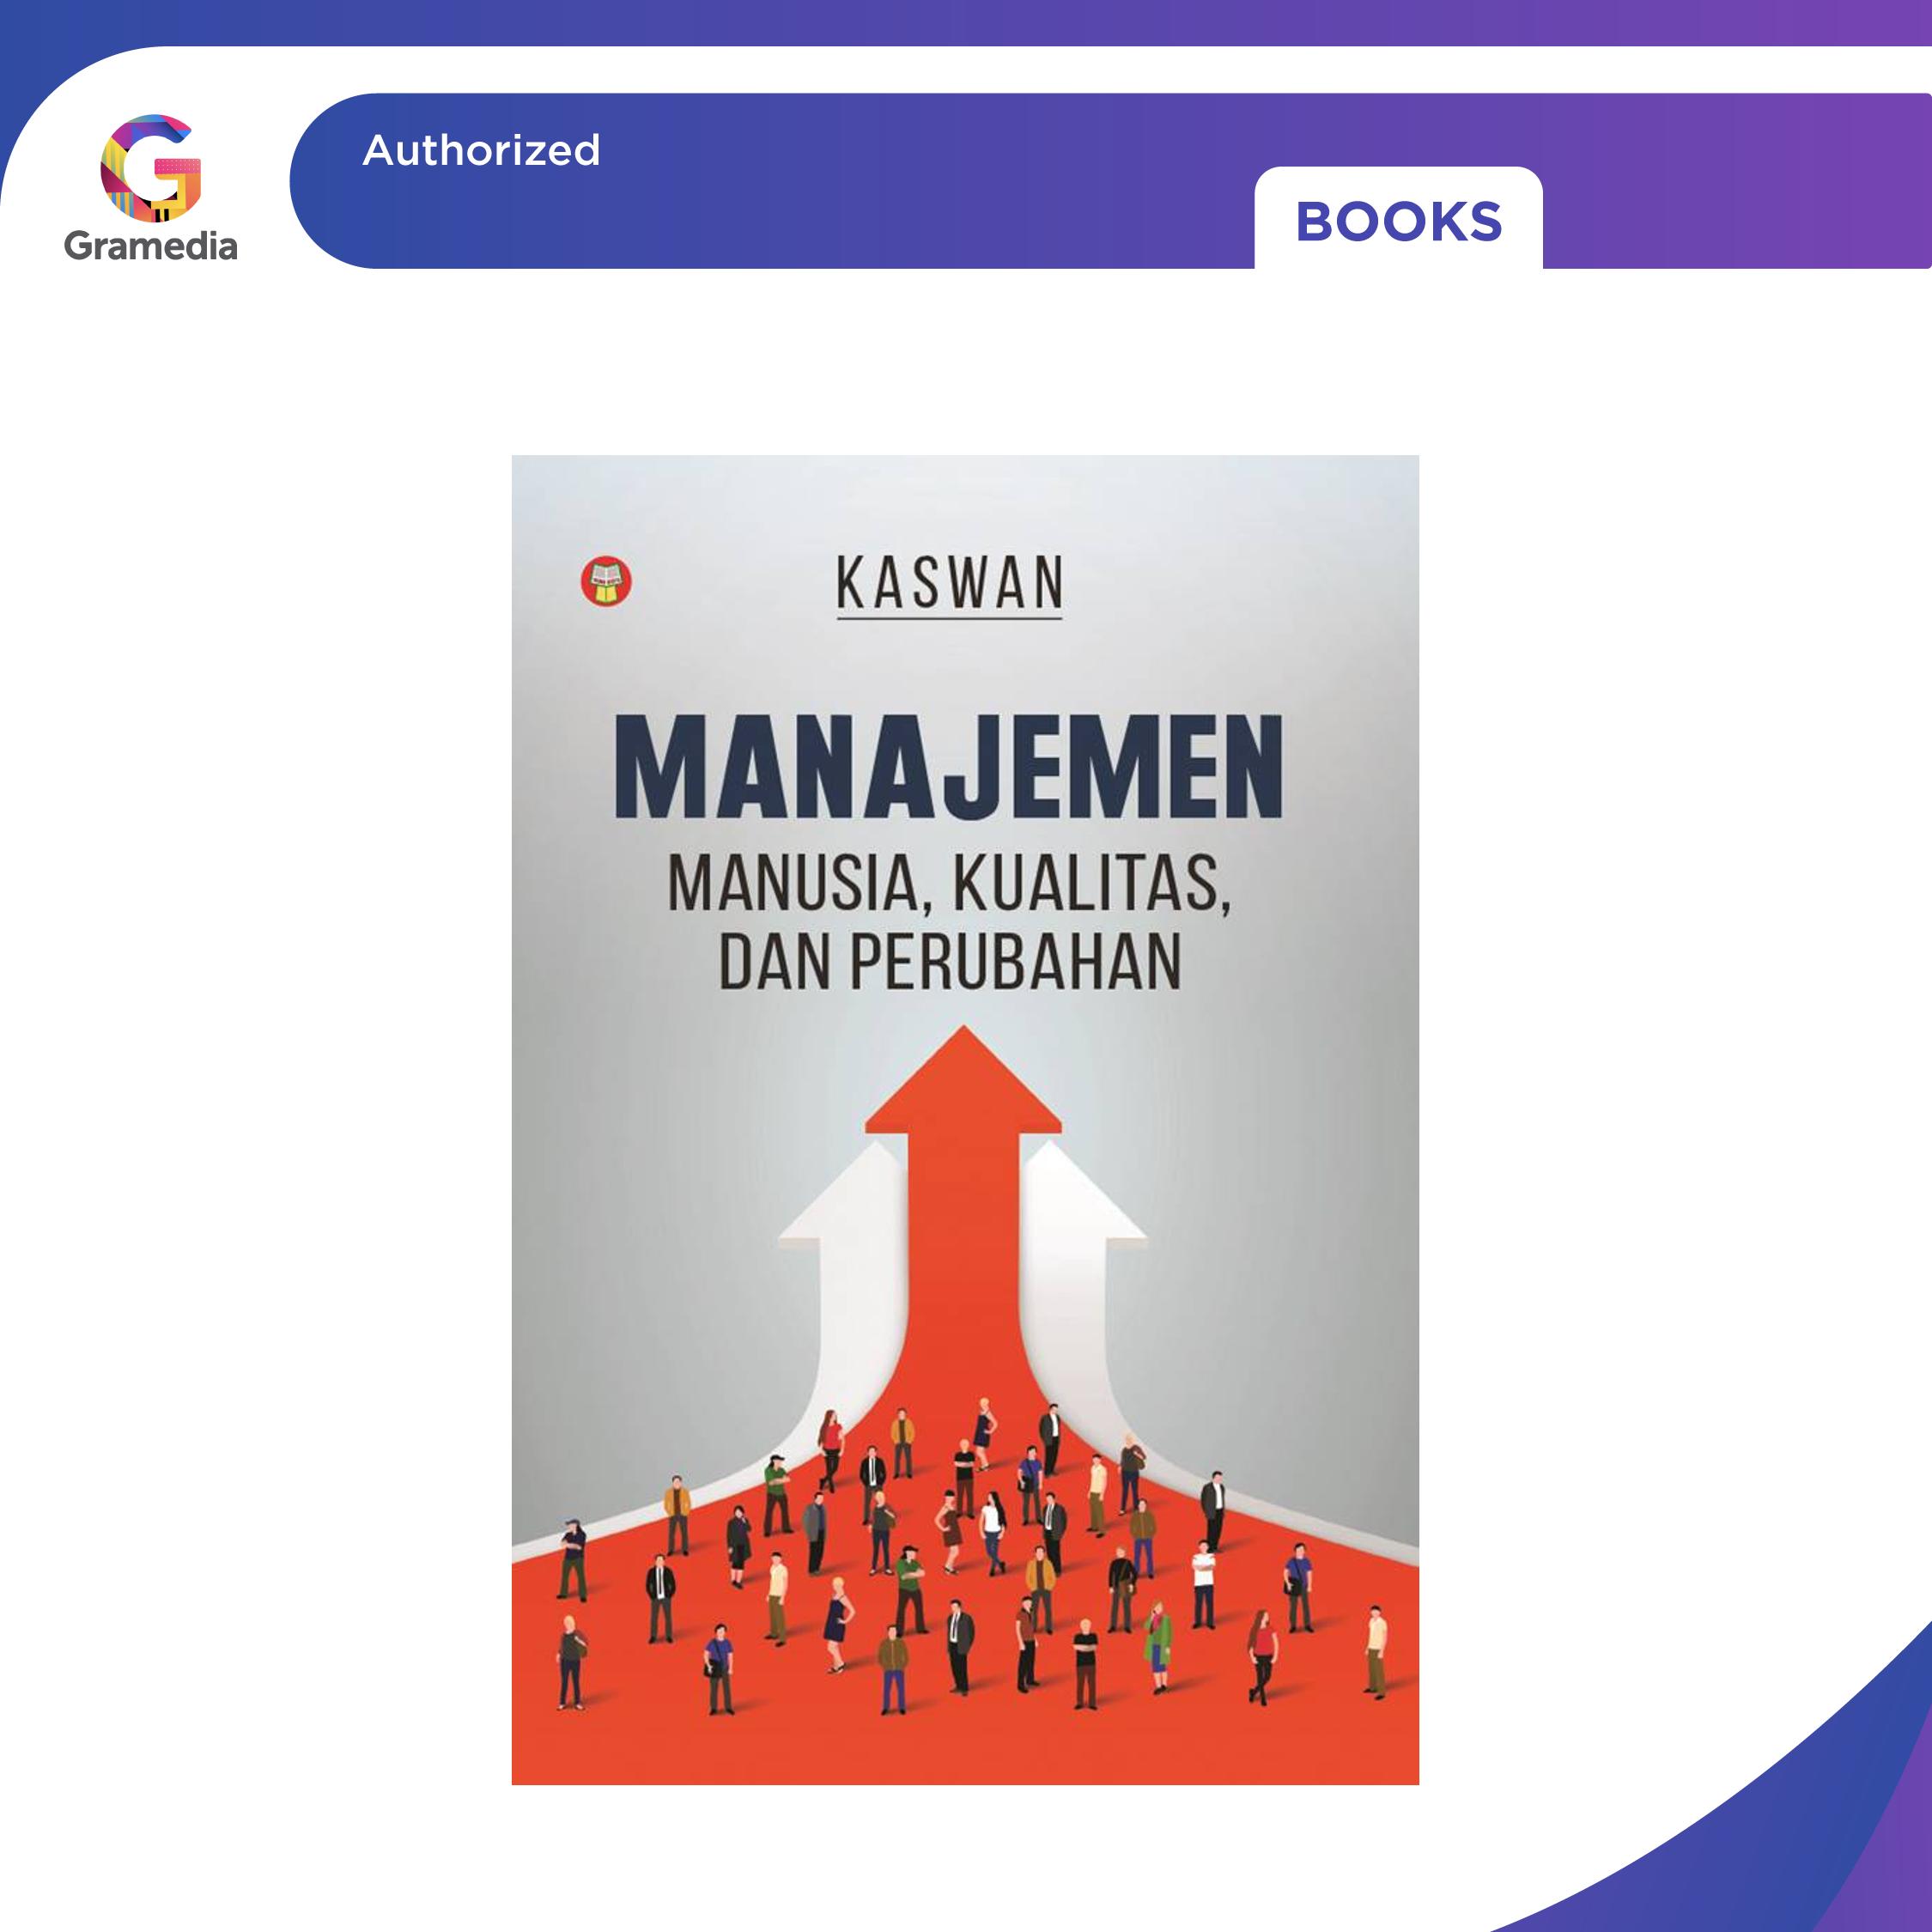 Gramedia
Authorized
BOOKS
KASWAN
MANAJEMEN
MANUSIA, KUALITAS,
DAN PERUBAHAN